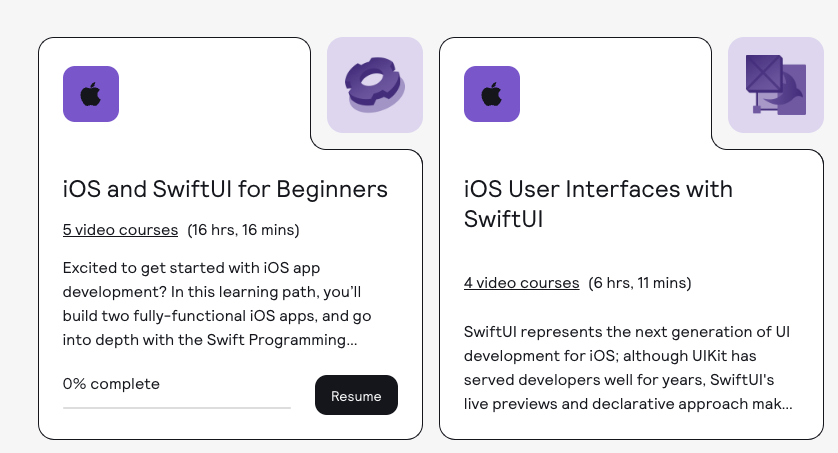 iOS and SwiftUI for Beginners
5 video courses (16 hrs, 16 mins)
Excited to get started with iOS app
development? In this learning path, you’ll
build two fully-functional iOS apps, and go
into depth with the Swift Programming...
0% complete
Resume
iOS User Interfaces with
SwiftUI
4 video courses (6 hrs, 11 mins)
SwiftUI represents the next generation of UI
development for iOS; although UIKit has
served developers well for years, SwiftUI's
live previews and declarative approach mak...